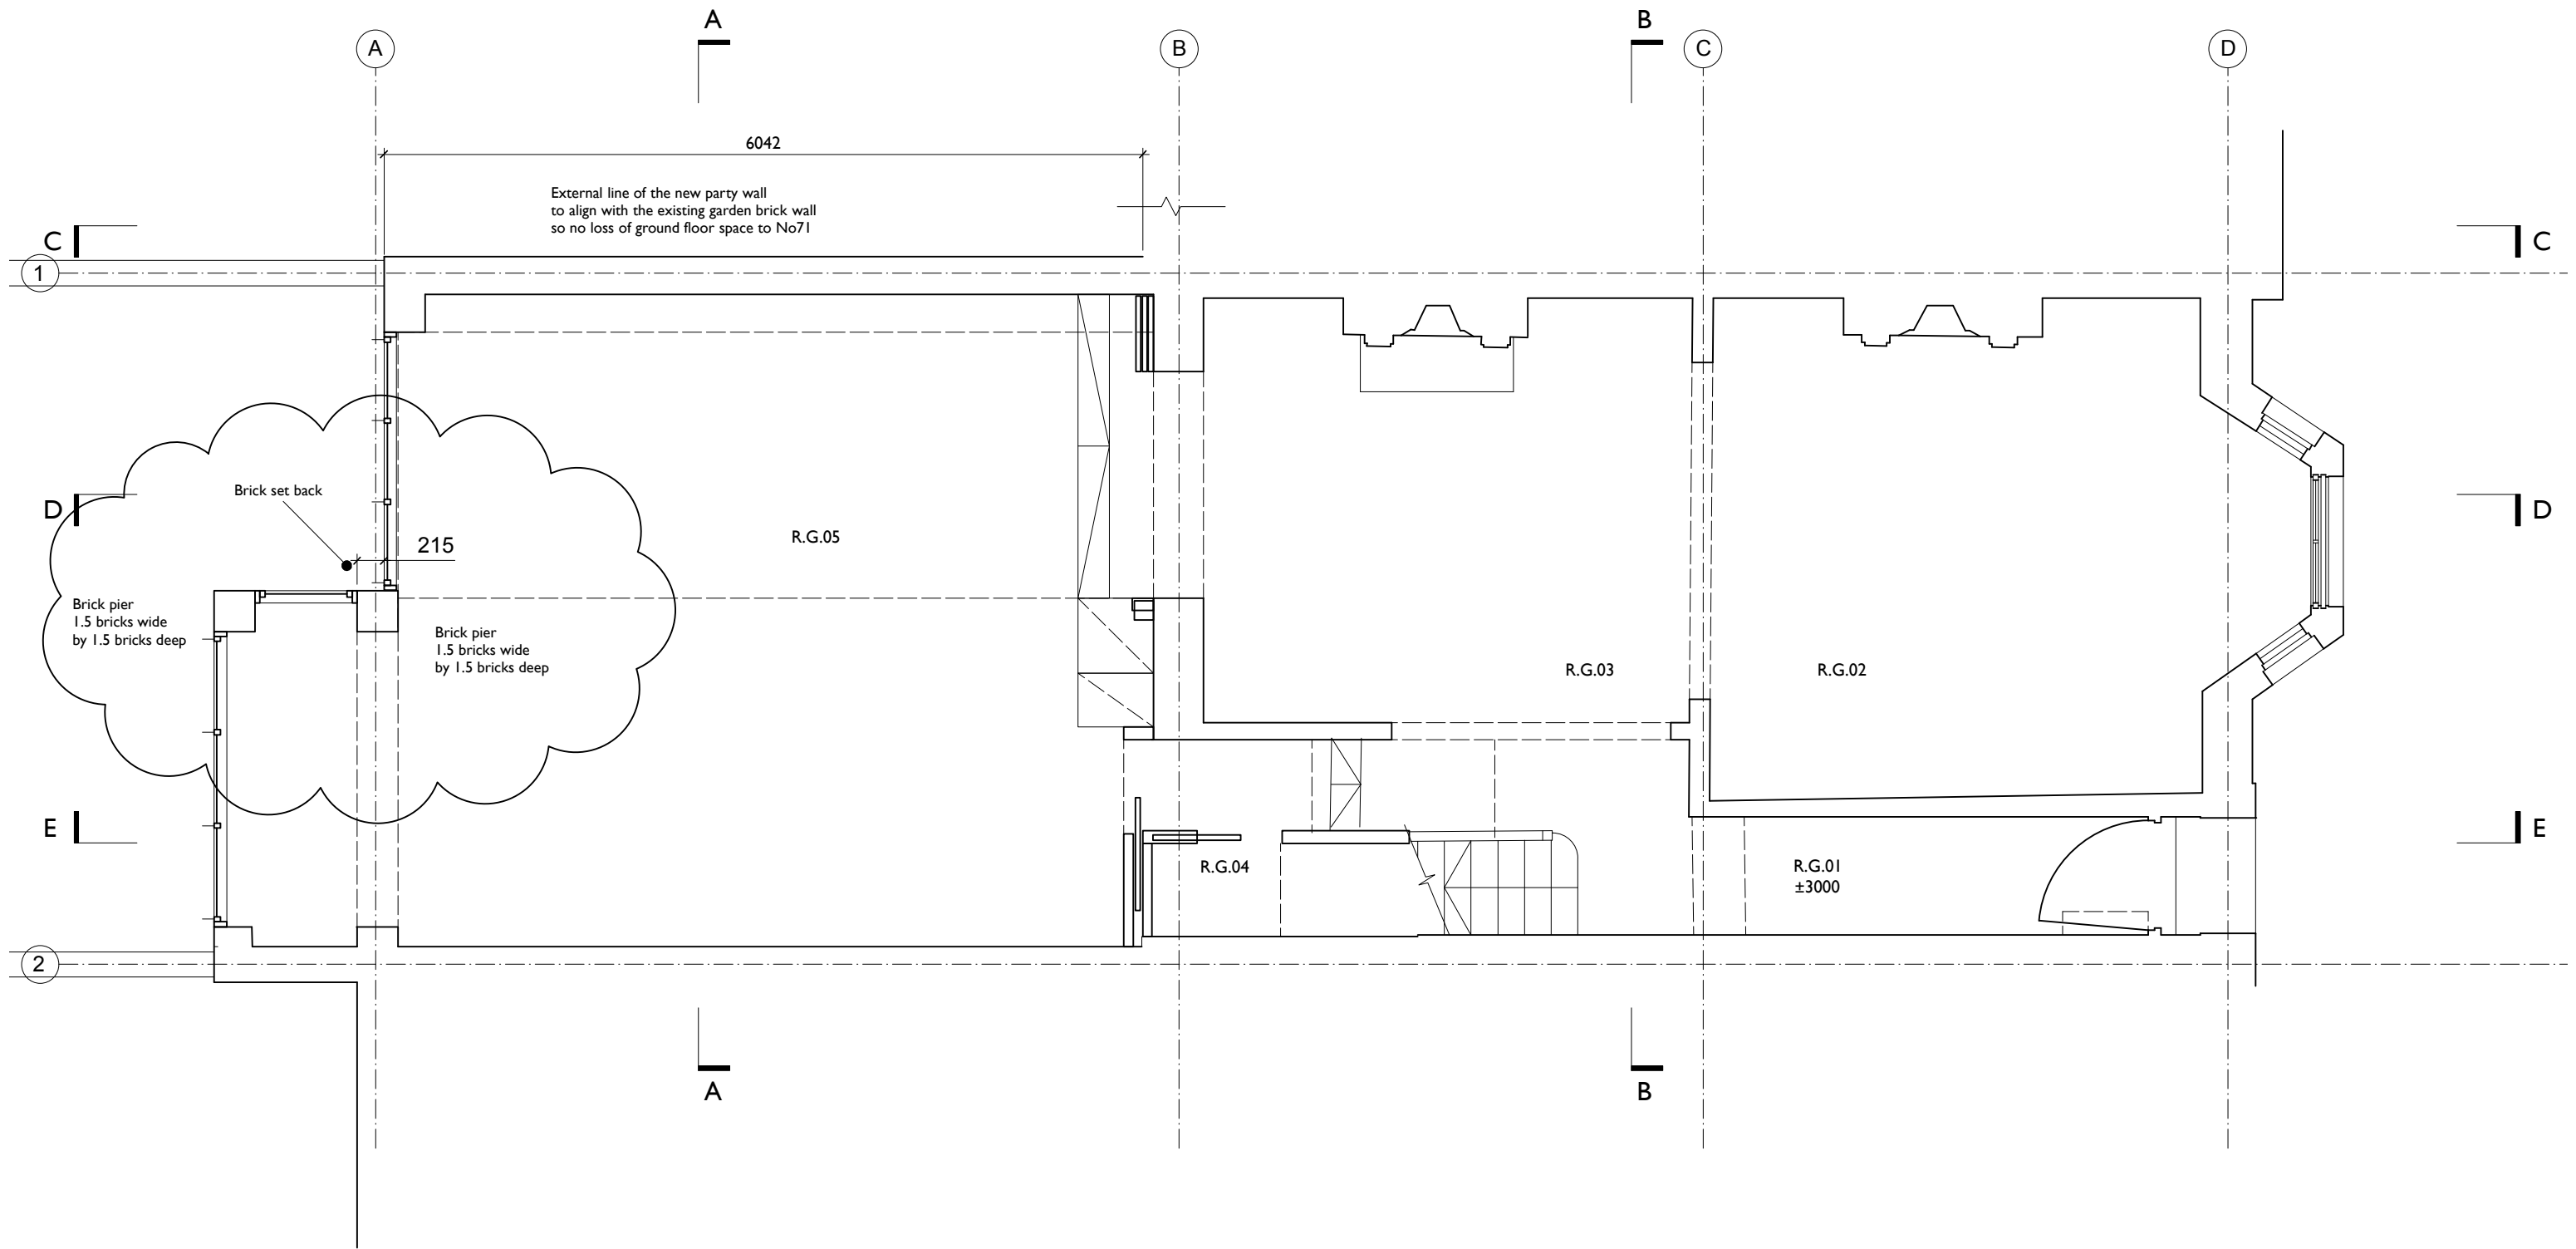 A
B
A
B
C
D
6042
External line of the new party wall
to align with the existing garden brick wall
so no loss of ground floor space to No71
C
C
1
Brick set back
D
D
R.G.05
215
Brick pier
1.5 bricks wide
by 1.5 bricks deep
Brick pier
1.5 bricks wide
by 1.5 bricks deep
R.G.03
R.G.02
E
E
R.G.04
R.G.01
±3000
2
A
B